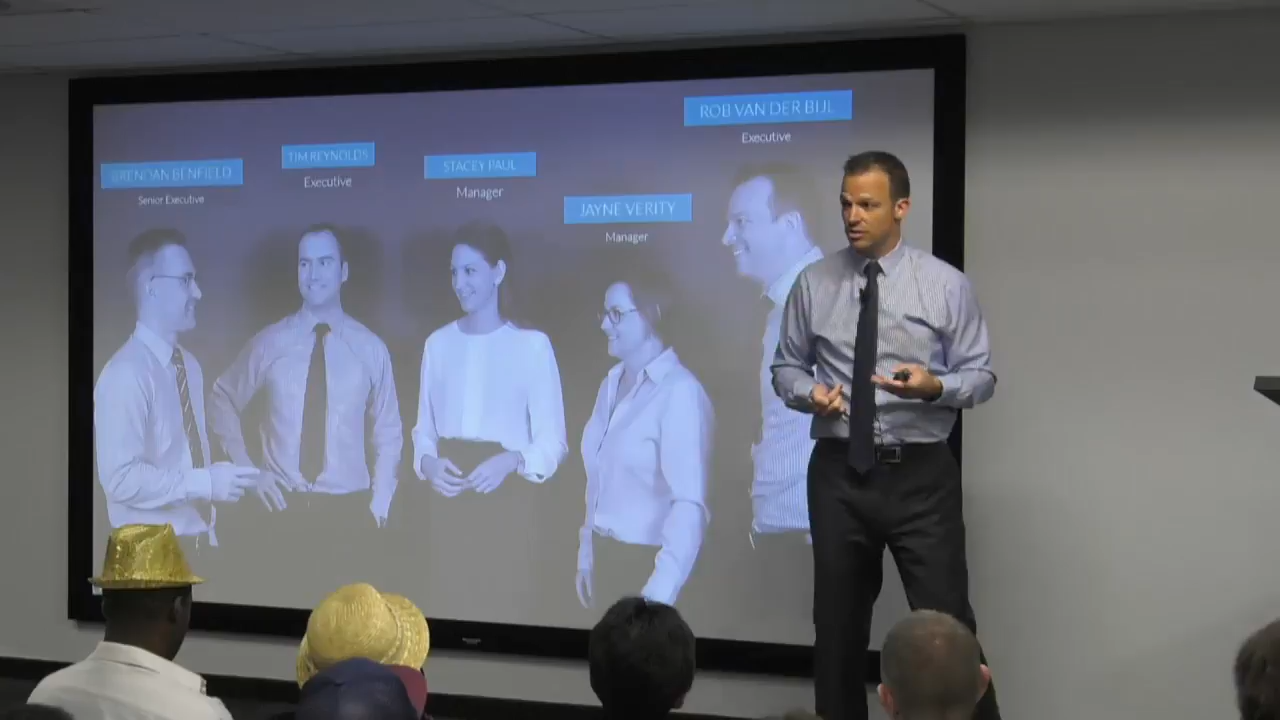 BRENDAN BENFIELD
Senior Executive
TIM REYNOLDS
Executive
STACEY PAUL
Manager
JAYNE VERITY
Manager
ROB VAN DER BIJL
Executive